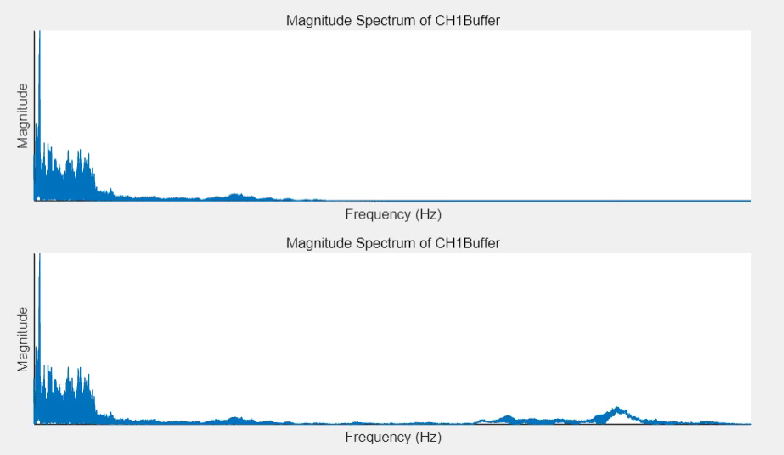 Magnitude Spectrum of CH1Buffer
Magnitude
Frequency (Hz)
Magnitude Spectrum of CH1Buffer
Magnitude
Frequency (Hz)